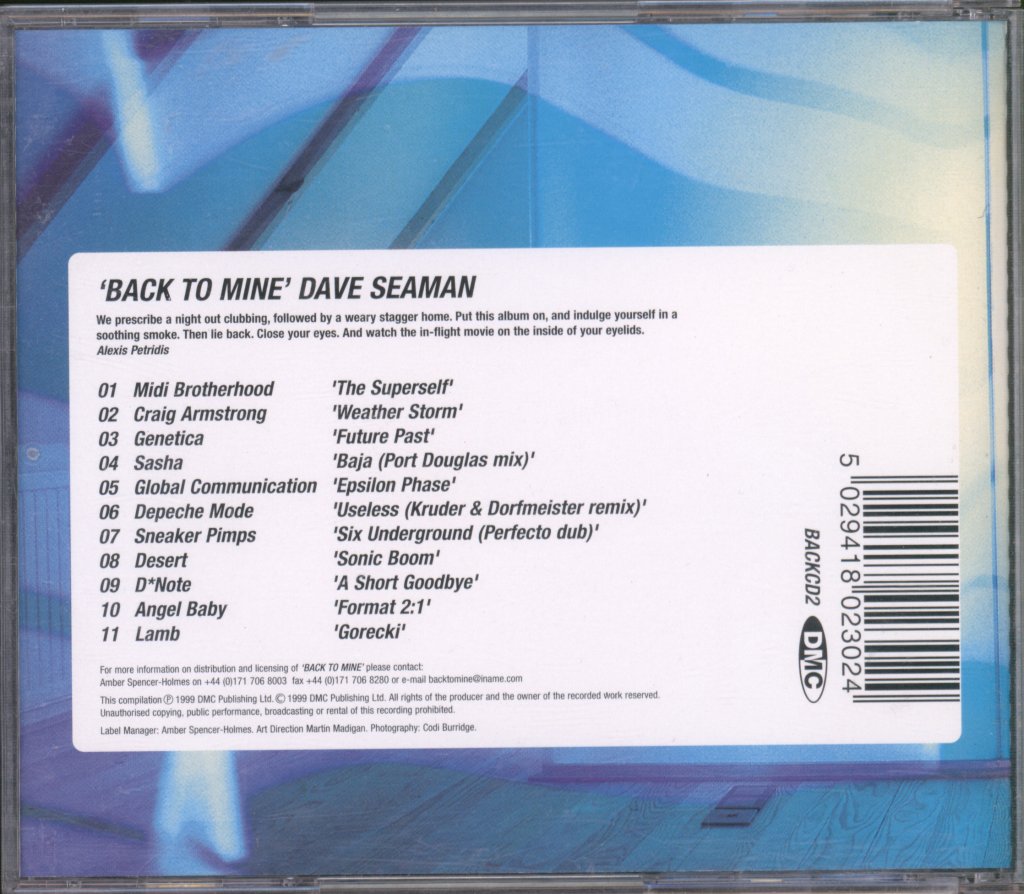 ‘BACK TO MINE’ DAVE SEAMAN
We prescribe a night out clubbing, followed by a weary stagger home. Put this album on, and indulge yourself in a
soothing smoke. Then lie back. Close your eyes. And watch the in-flight movie on the inside of your eyelids.
Alexis Petridis
01 Midi Brotherhood 'The Superself'
02 Craig Armstrong 'Weather Storm'
03 Genetica 'Future Past'
04 Sasha 'Baja (Port Douglas mix)'
05 Global Communication 'Epsilon Phase'
06 Depeche Mode 'Useless (Kruder & Dorfmeister remix)'
07 Sneaker Pimps 'Six Underground (Perfecto dub)'
08 Desert 'Sonic Boom'
09 D*Note 'A Short Goodbye'
10 Angel Baby 'Format 2:1'
11 Lamb 'Gorecki'
For more information on distribution and licensing of ‘BACK TO MINE’ please contact:
Amber Spencer-Holmes on +44 (0)171 706 8003 fax +44 (0)171 706 8280 or e-mail backtomine@iname.com
This compilation ℗ 1999 DMC Publishing Ltd. © 1999 DMC Publishing Ltd. All rights of the producer and the owner of the recorded work reserved.
Unauthorised copying, public performance, broadcasting or rental of this recording prohibited.
Label Manager: Amber Spencer-Holmes. Art Direction Martin Madigan. Photography: Codi Burridge.
BACKCD2 DMC
5 029418 023024